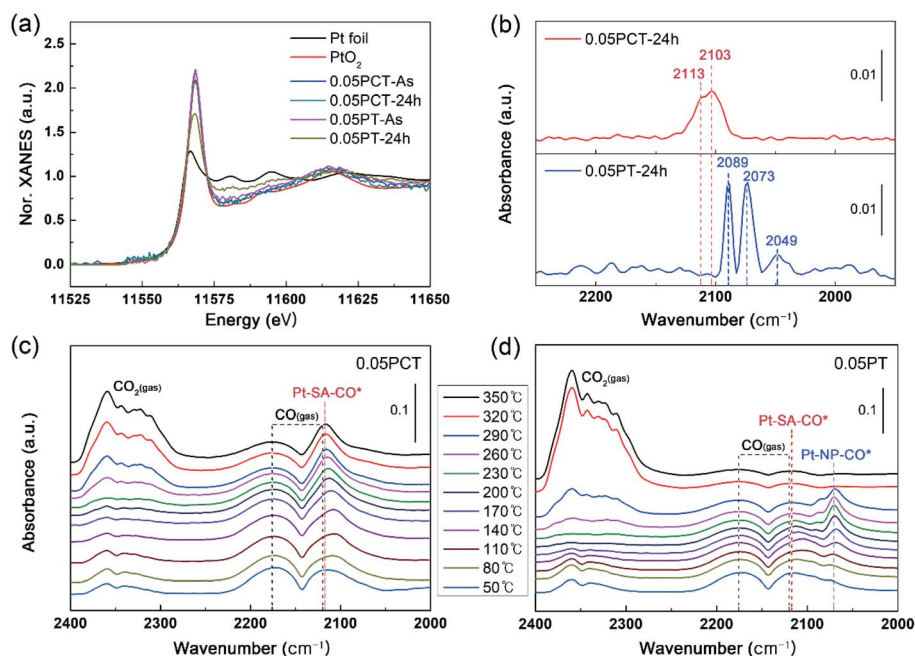 (a)
Nor. XANES (a.u.)
3.0
2.5
2.0
1.5
1.0
0.5
0.0
Pt foil
PtO2
0.05PCT-As
0.05PCT-24h
0.05PT-As
0.05PT-24h
11525
11550
11575
11600
11625
11650
Energy (eV)
(b)
Absorbance (a.u.)
0.05PCT-24h
2103
2113
0.01
0.05PT-24h
2089
2073
2049
0.01
2200
2100
2000
Wavenumber (cm⁻¹)
(c)
Absorbance (a.u.)
0.05PCT
CO₂(gas)
Pt-SA-CO*
CO(gas)
0.1
2400
2300
2200
2100
2000
Wavenumber (cm⁻¹)
350℃
320℃
290℃
260℃
230℃
200℃
170℃
140℃
110℃
80℃
50℃
(d)
0.05PT
CO₂(gas)
0.1
Pt-SA-CO*
CO(gas)
Pt-NP-CO*
2400
2300
2200
2100
2000
Wavenumber (cm⁻¹)